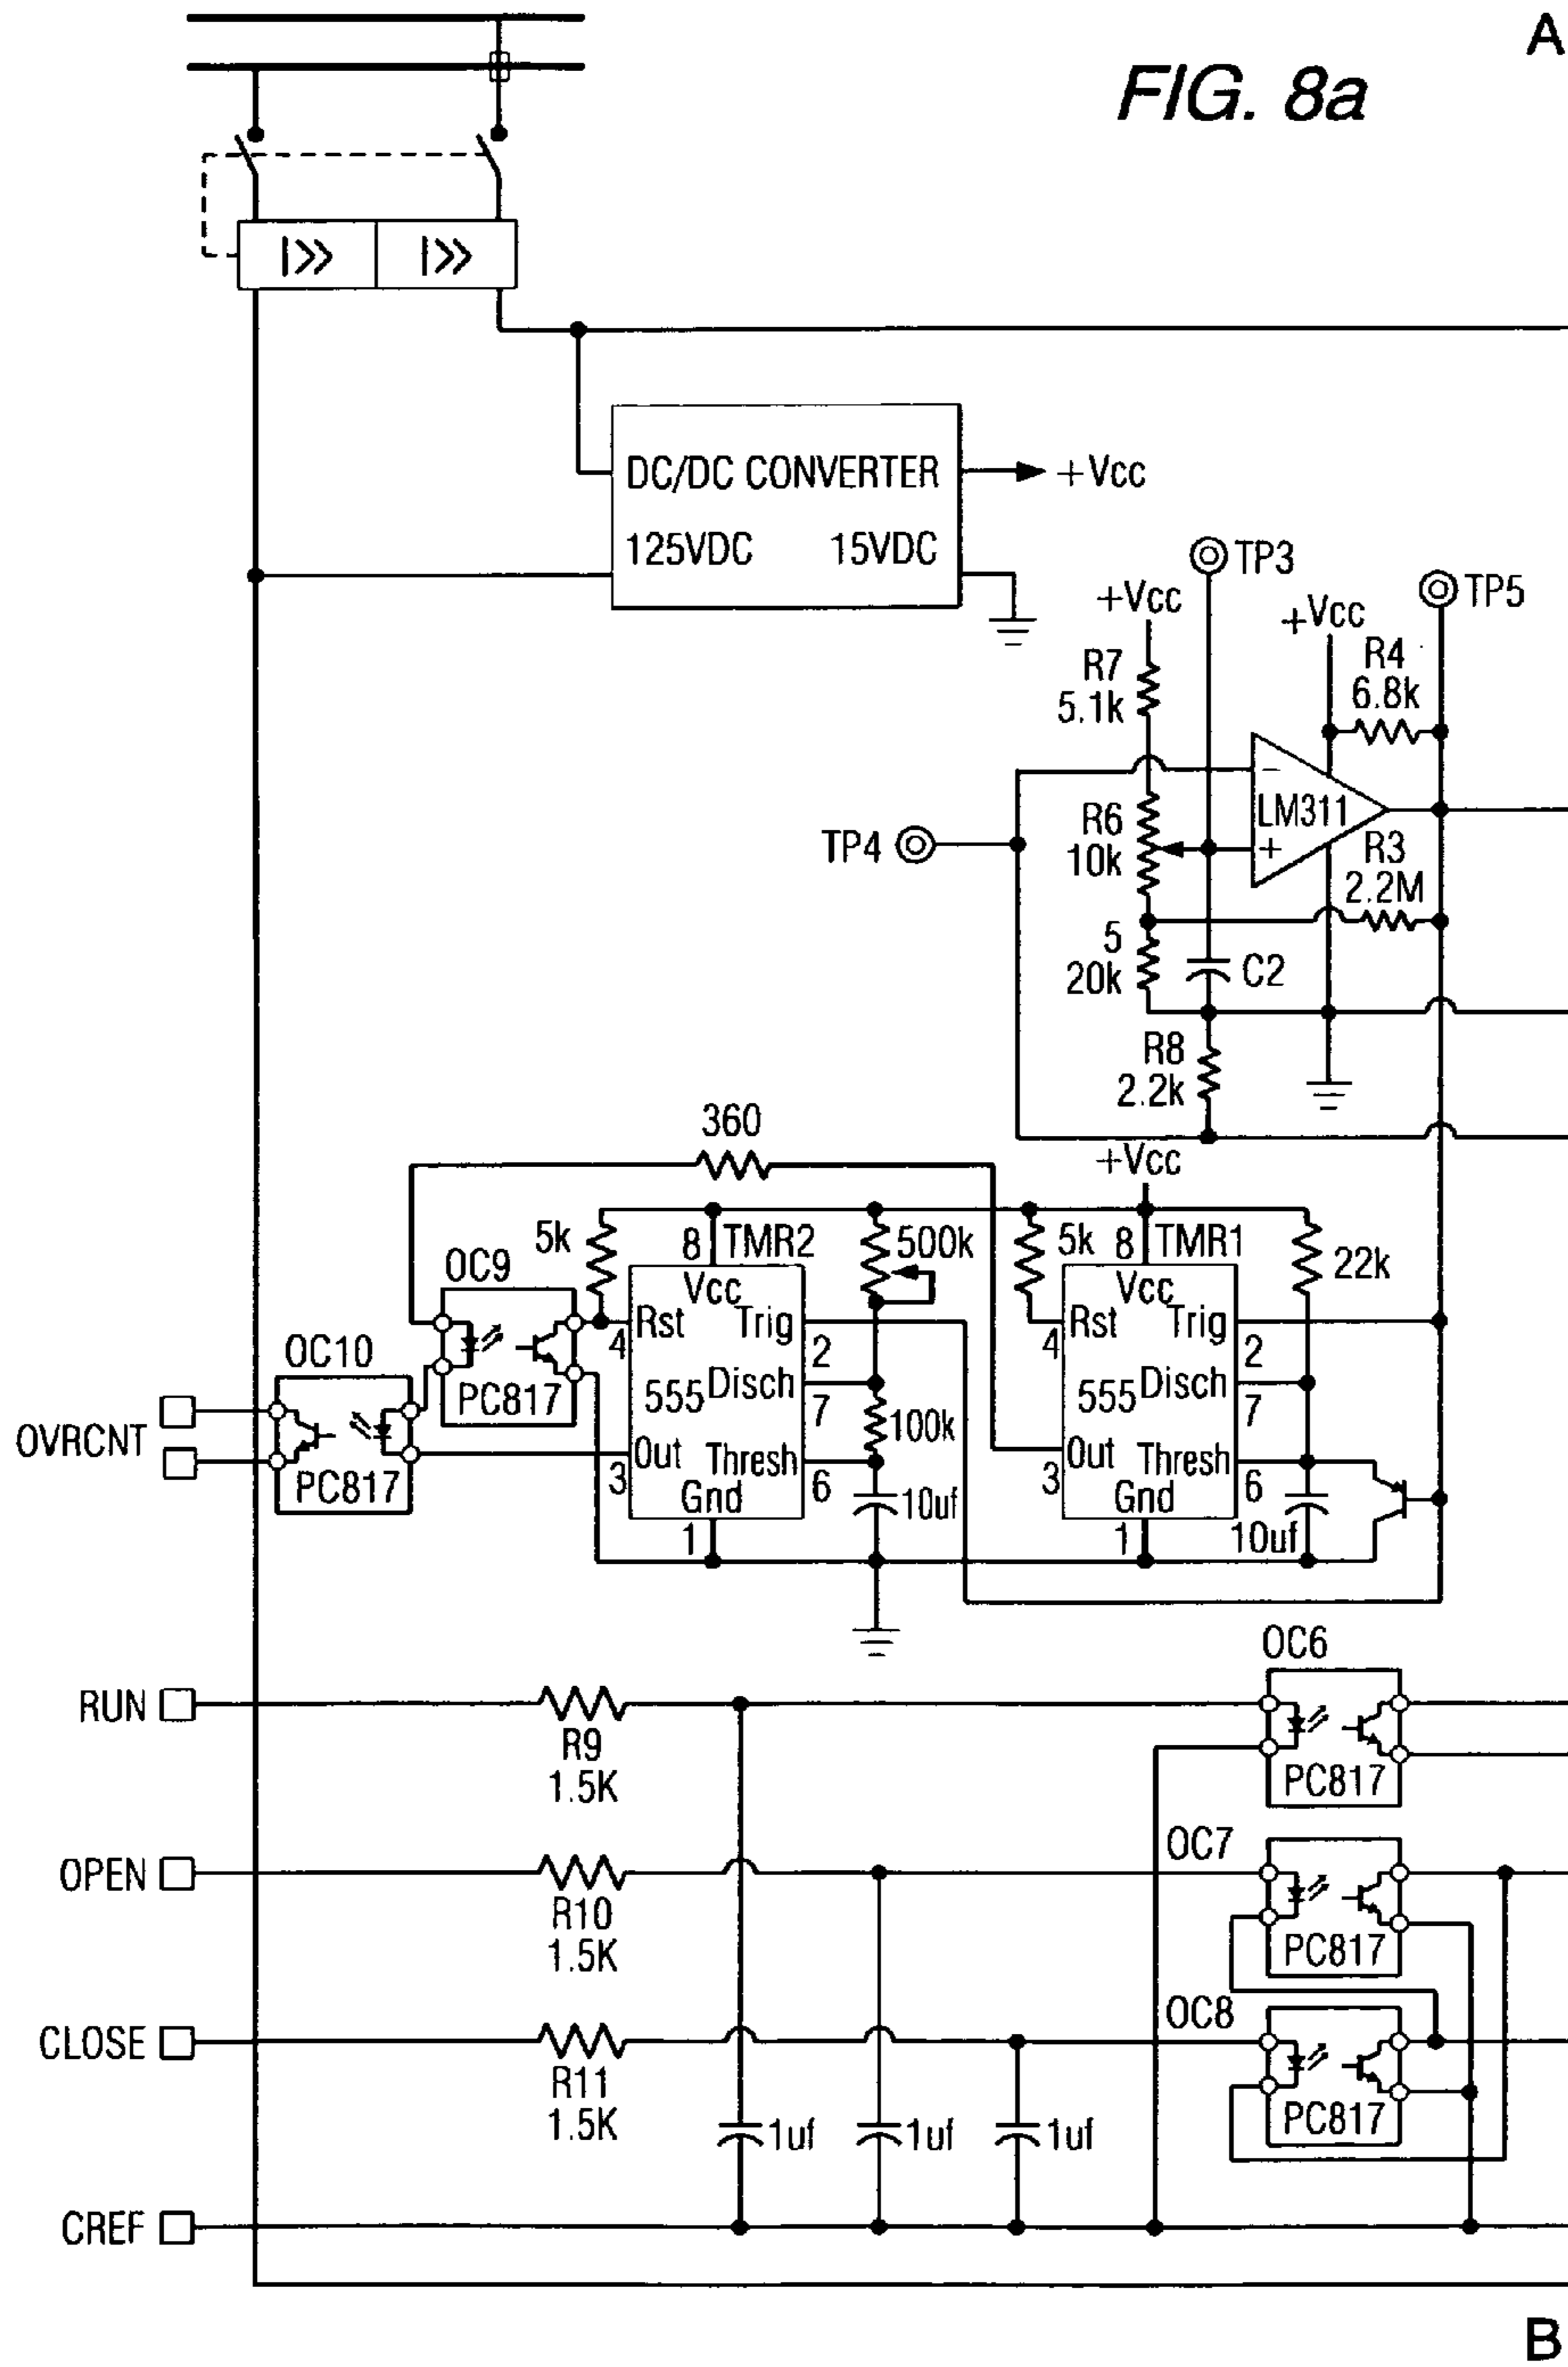 A
FIG. 8a
I>> I>>
DC/DC CONVERTER
125VDC 15VDC
+Vcc
TP3
TP5
+Vcc
+Vcc
R7
5.1k
R4
6.8k
TP4
R6
10k
−
LM311
+
R3
2.2M
5
20k
C2
R8
2.2k
360
+Vcc
5k
8 TMR2
500k
5k
8 TMR1
22k
OC9
Vcc
Rst Trig
4
2
555 Disch
7
100k
Out Thresh
3
6
Gnd
1
10uf
PC817
OC10
PC817
OVRCNT
Vcc
Rst Trig
4
2
555 Disch
7
Out Thresh
3
6
Gnd
1
10uf
OC6
RUN
R9
1.5K
PC817
OC7
OPEN
R10
1.5K
PC817
OC8
CLOSE
R11
1.5K
PC817
1uf 1uf 1uf
CREF
B